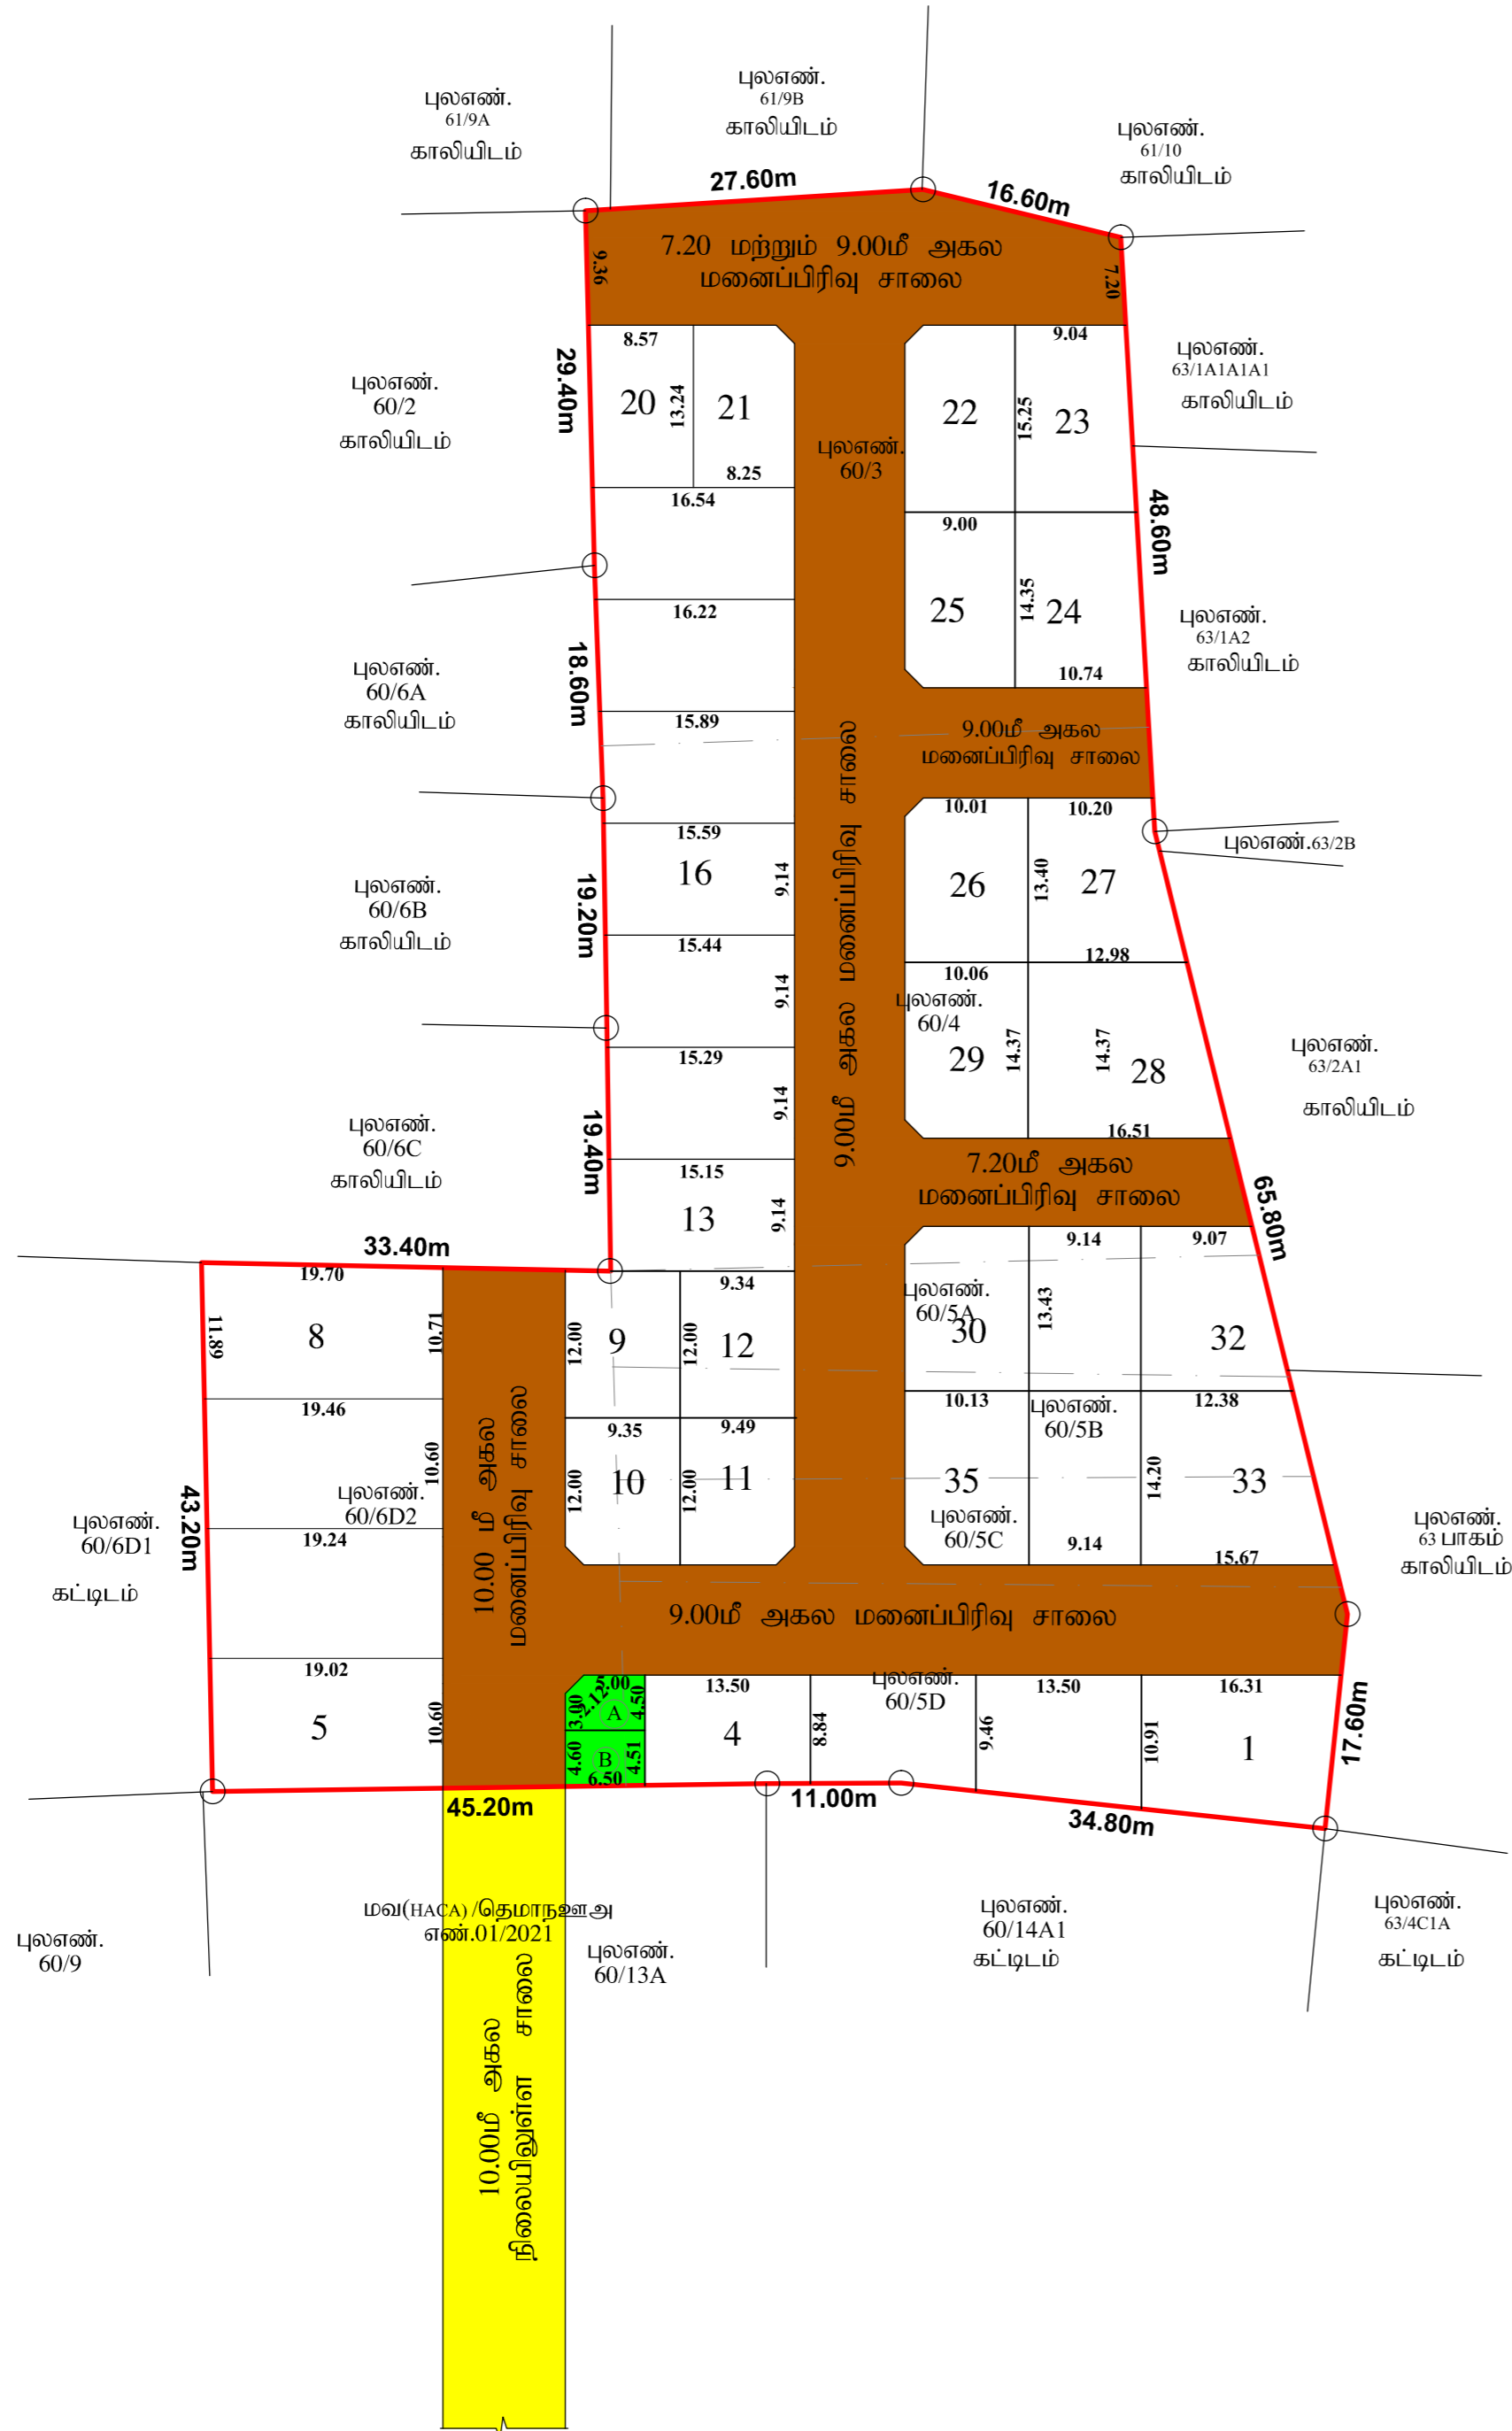 புலஎண்.
61/9A
காலியிடம்
புலஎண்.
61/9B
காலியிடம்
புலஎண்.
61/10
காலியிடம்
27.60m
16.60m
7.20 மற்றும் 9.00மீ அகல
மனைப்பிரிவு சாலை
9.36
7.20
29.40m
8.57
20
13.24
21
8.25
16.54
9.04
22
15.25
23
புலஎண்.
60/2
காலியிடம்
புலஎண்.
60/3
புலஎண்.
63/1A1A1A1
காலியிடம்
48.60m
9.00
25
14.35
24
10.74
16.22
18.60m
புலஎண்.
60/6A
காலியிடம்
புலஎண்.
63/1A2
காலியிடம்
15.89
9.00மீ அகல
மனைப்பிரிவு சாலை
9.00மீ அகல மனைப்பிரிவு சாலை
15.59
16
9.14
10.01
10.20
26
13.40
27
12.98
புலஎண்.63/2B
புலஎண்.
60/6B
காலியிடம்
19.20m
15.44
9.14
10.06
புலஎண்.
60/4
29
14.37
14.37
28
16.51
15.29
9.14
புலஎண்.
63/2A1
காலியிடம்
புலஎண்.
60/6C
காலியிடம்
19.40m
15.15
13
9.14
7.20மீ அகல
மனைப்பிரிவு சாலை
65.80m
33.40m
19.70
11.89
8
10.71
12.00
9
12.00
9.34
12
9.14
9.07
புலஎண்.
60/5A
30
13.43
32
19.46
10.60
9.35
9.49
12.00
10
12.00
11
10.13
12.38
புலஎண்.
60/5B
35
14.20
33
புலஎண்.
60/5C
9.14
15.67
10.00 மீ அகல
மனைப்பிரிவு சாலை
புலஎண்.
60/6D2
43.20m
புலஎண்.
60/6D1
கட்டிடம்
19.24
புலஎண்.
63 பாகம்
காலியிடம்
9.00மீ அகல மனைப்பிரிவு சாலை
19.02
5
10.60
5.00
2.12
3.00
A
4.50
4.60
B
4.51
6.50
13.50
4
8.84
புலஎண்.
60/5D
9.46
13.50
10.91
16.31
1
17.60m
45.20m
11.00m
34.80m
மவ(HACA) /தெமாநஊஅ
எண்.01/2021
புலஎண்.
60/9
புலஎண்.
60/13A
புலஎண்.
60/14A1
கட்டிடம்
புலஎண்.
63/4C1A
கட்டிடம்
10.00மீ அகல
நிலையிலுள்ள சாலை